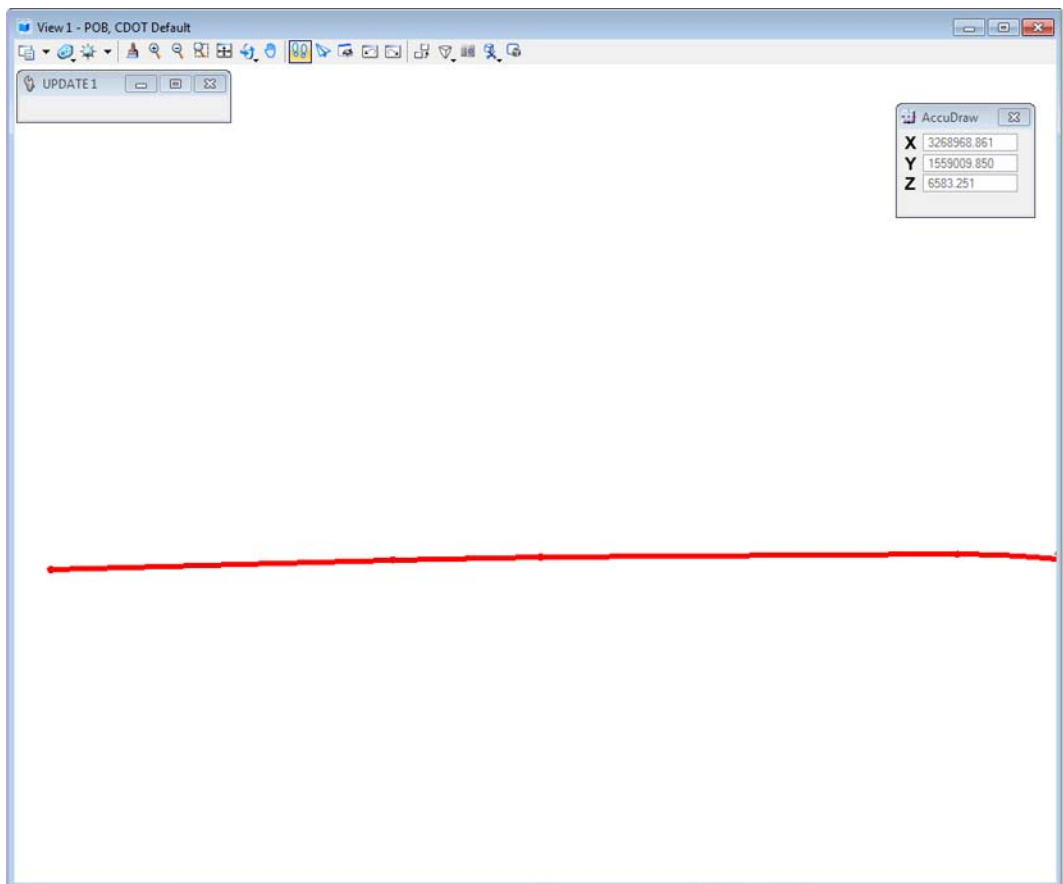 View 1 - POB, CDOT Default
UPDATE 1
AccuDraw
X 3268968.861
Y 1559009.850
Z 6583.251